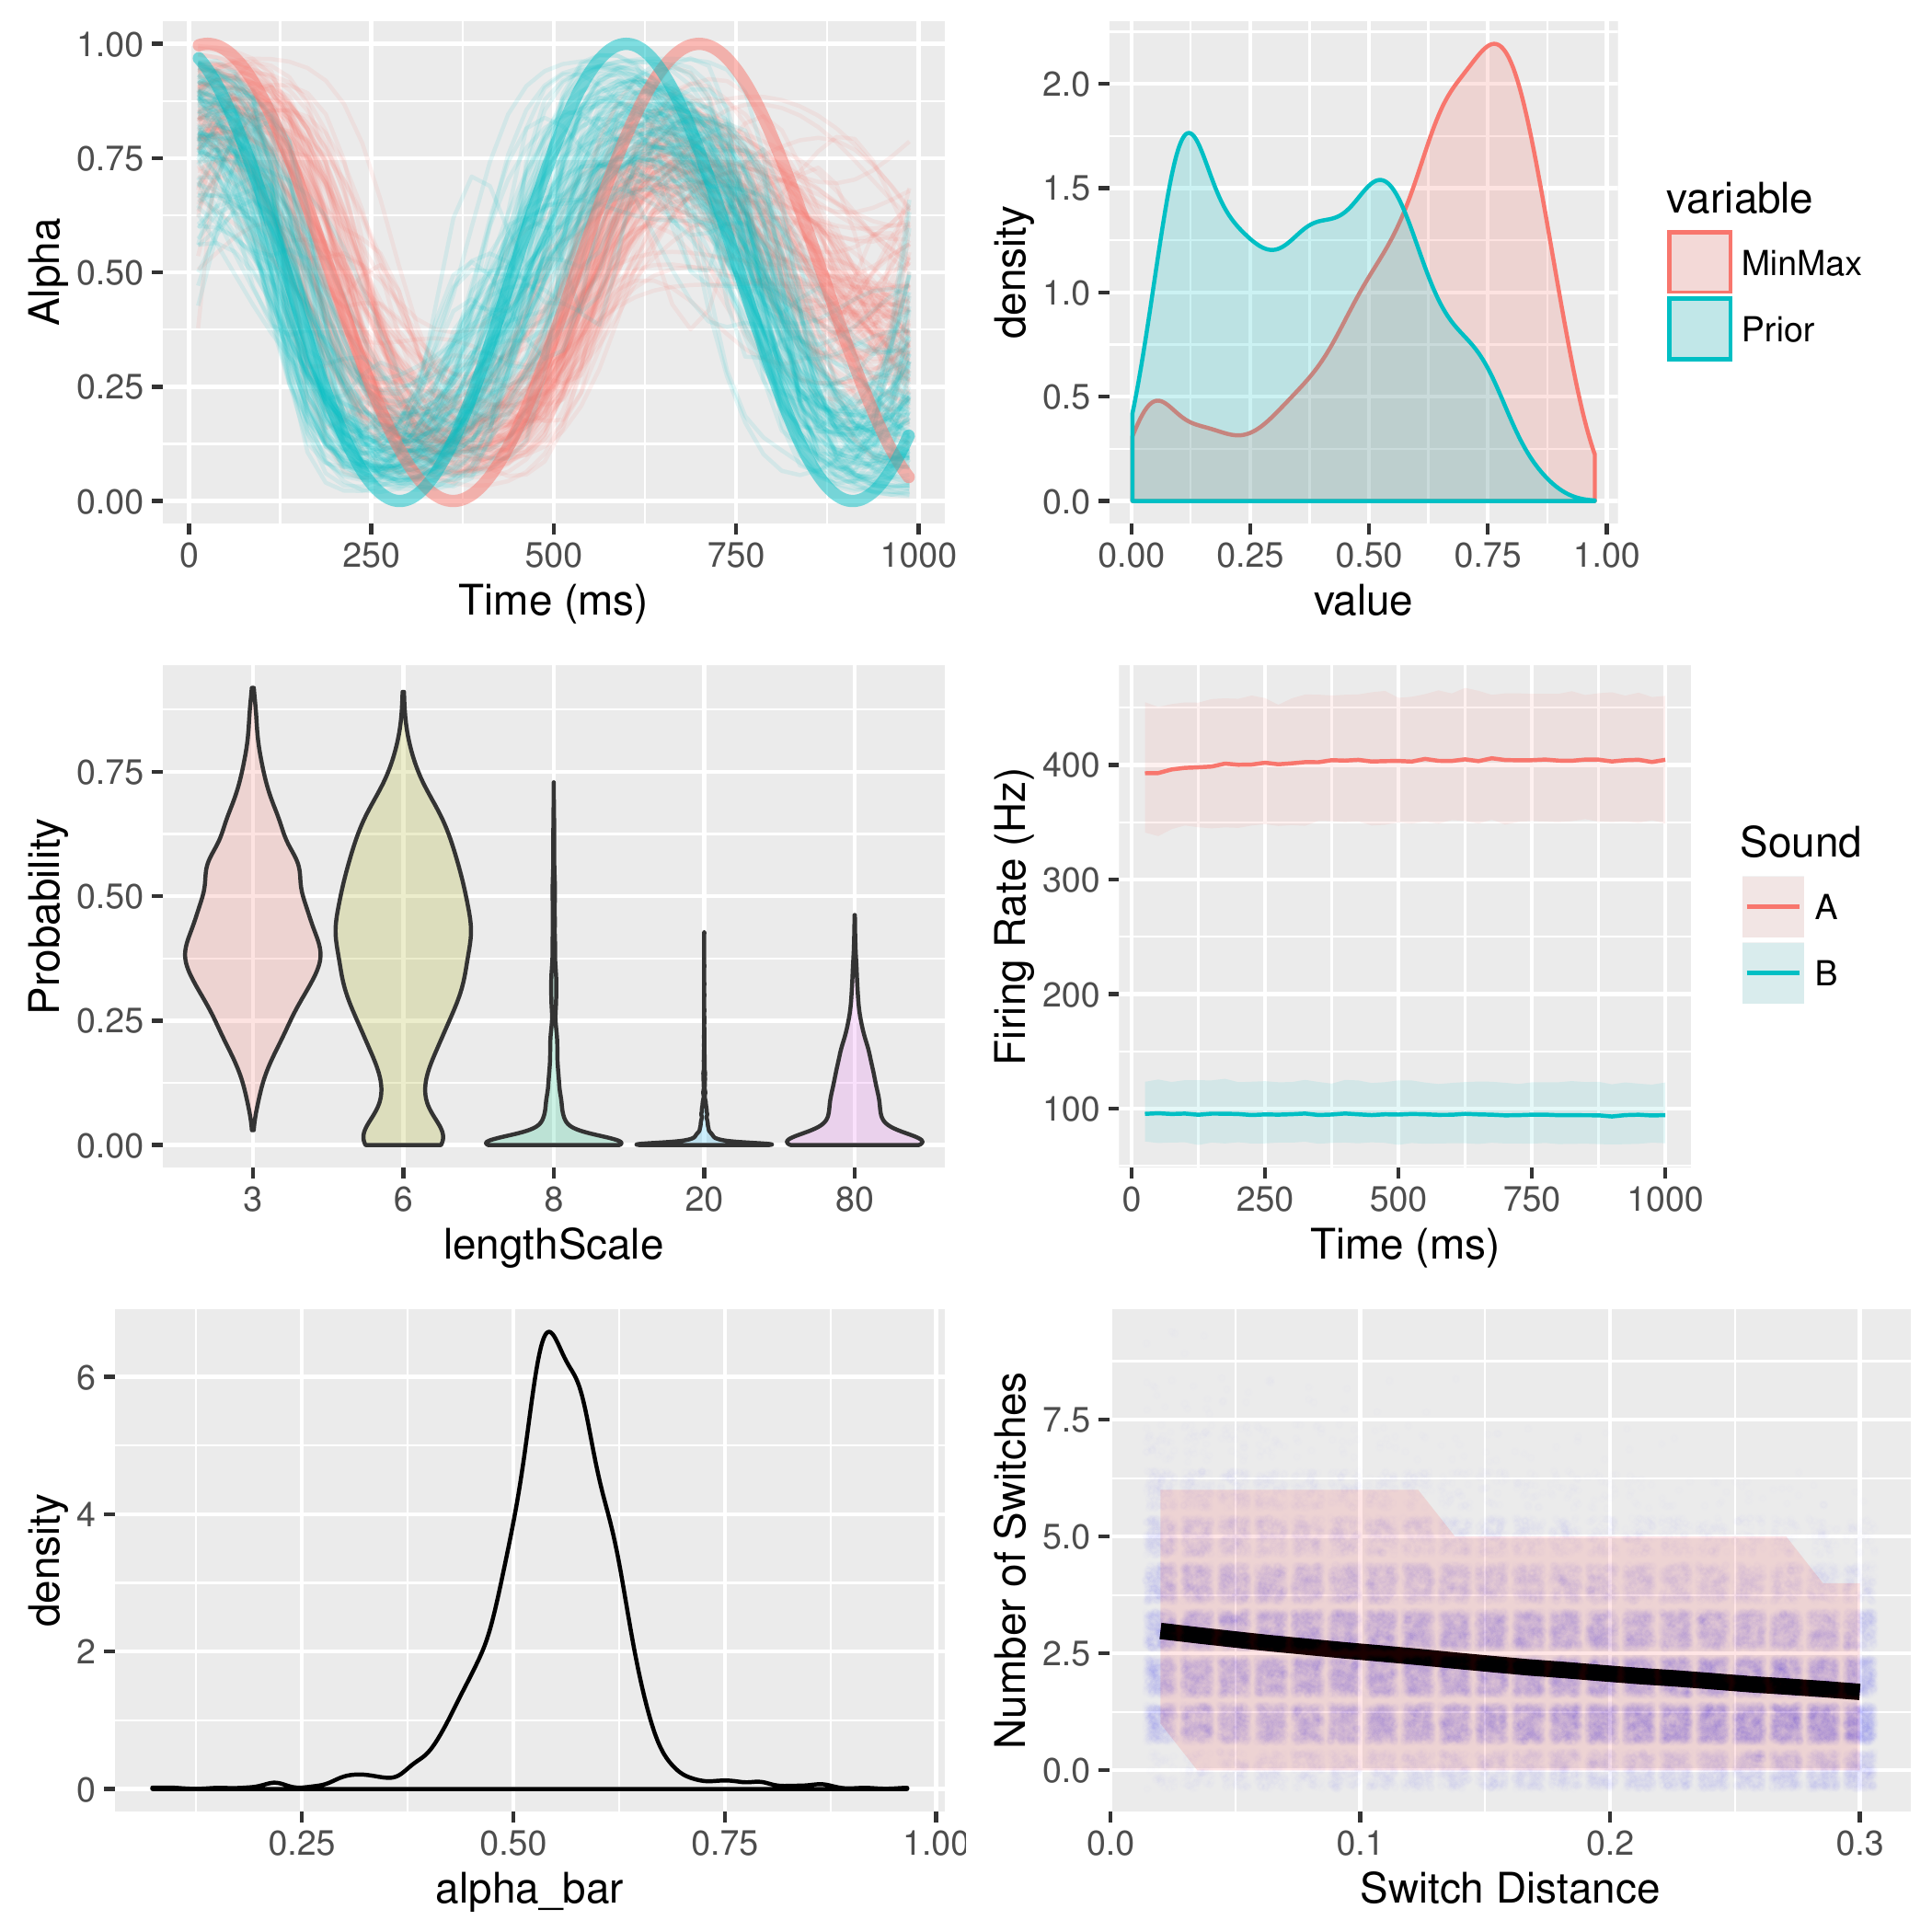 1.00
0.75
0.50
0.25
0.00
Alpha
0 250 500 750 1000
Time (ms)
2.0
1.5
1.0
0.5
0.0
density
0.00 0.25 0.50 0.75 1.00
value
variable
MinMax
Prior
0.75
0.50
0.25
0.00
Probability
3 6 8 20 80
lengthScale
400
300
200
100
Firing Rate (Hz)
0 250 500 750 1000
Time (ms)
Sound
A
B
6
4
2
0
density
0.25 0.50 0.75 1.00
alpha_bar
7.5
5.0
2.5
0.0
Number of Switches
0.0 0.1 0.2 0.3
Switch Distance